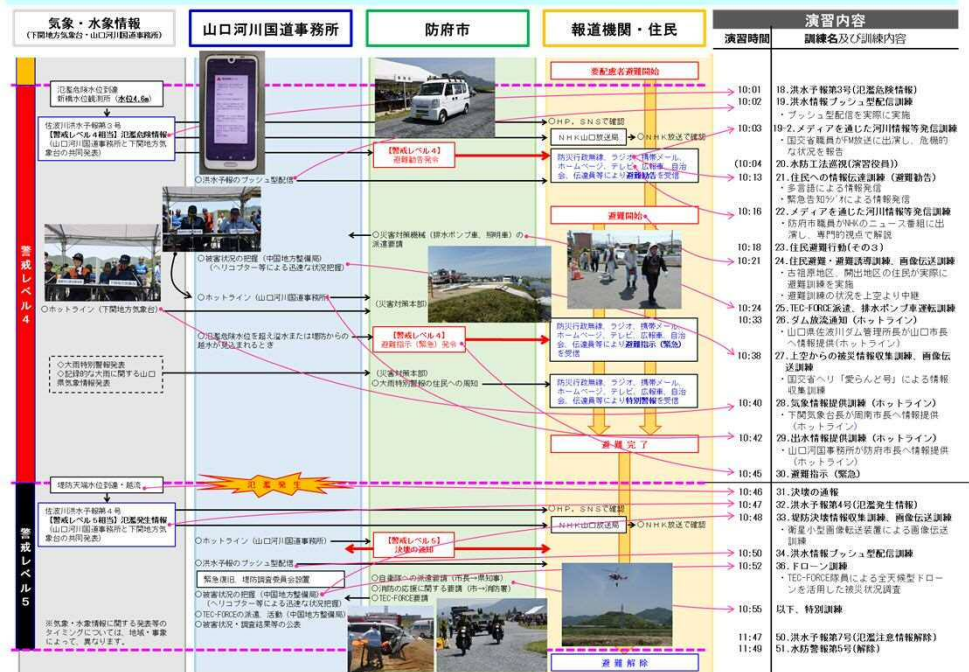 気象・水象情報
(下関地方気象台・山口河川国道事務所)
山口河川国道事務所
防府市
報道機関・住民
演習内容
演習時間
訓練名及び訓練内容
警戒レベル4
警戒レベル5
氾濫危険水位到達
新橋水位観測所(水位4.6m)
佐波川洪水予報第3号
【警戒レベル4相当】氾濫危険情報
(山口河川国道事務所と下関地方気象台の共同発表)
○ホットライン(下関地方気象台)
○大雨特別警報発表
○記録的な大雨に関する山口県気象情報発表
堤防天端水位到達・越流
佐波川洪水予報第4号
【警戒レベル5相当】氾濫発生情報
(山口河川国道事務所と下関地方気象台の共同発表)
※気象・水象情報に関する発表等の
タイミングについては、地域・事象
によって、異なります。
○洪水予報のプッシュ型配信
○被害状況の把握(中国地方整備局)
(ヘリコプター等による迅速な状況把握)
○ホットライン(山口河川国道事務所)
○氾濫危険水位を超え溢水または堤防からの
越水が見込まれるとき
氾濫発生
○ホットライン(山口河川国道事務所)
○洪水予報のプッシュ型配信
緊急復旧、堤防調査委員会設置
○被害状況の把握(中国地方整備局)
(ヘリコプター等による迅速な状況把握)
○TEC-FORCEの派遣、活動(中国地方整備局)
○被害状況・調査結果等の公表
【警戒レベル4】
避難勧告発令
○災害対策機械(排水ポンプ車、照明車)の
派遣要請
(災害対策本部)
【警戒レベル4】
避難指示(緊急)発令
(災害対策本部)
○大雨特別警報の住民への周知
【警戒レベル5】
決壊の通知
○自衛隊への派遣要請(市長→県知事)
○消防の応援に関する要請(市→消防署)
○TEC-FORCE要請
要配慮者避難開始
○HP、SNSで確認
NHK山口放送局
○NHK放送で確認
防災行政無線、ラジオ、携帯メール、
ホームページ、テレビ、広報車、自治
会、伝達員等により避難勧告を受信
避難開始
防災行政無線、ラジオ、携帯メール、
ホームページ、テレビ、広報車、自治
会、伝達員等により避難指示(緊急)
を受信
防災行政無線、ラジオ、携帯メール、
ホームページ、テレビ、広報車、自治
会、伝達員等により特別警報を受信
避難完了
○HP、SNSで確認
NHK山口放送局
○NHK放送で確認
避難解除
10:01 18.洪水予報第3号(氾濫危険情報)
10:02 19.洪水情報プッシュ型配信訓練
・プッシュ型配信を実際に実施
10:03 19-2.メディアを通じた河川情報等発信訓練
・国交省職員がFM放送に出演し、危機的
な状況を報告
(10:04 20.水防工法巡視(演習役員))
10:13 21.住民への情報伝達訓練(避難勧告)
・多言語による情報発信
・緊急告知ラジオによる情報発信
10:16 22.メディアを通じた河川情報等発信訓練
・防府市職員がNHKのニュース番組に出
演し、専門的視点で解説
10:18 23.住民避難行動(その3)
10:21 24.住民避難・避難誘導訓練、画像伝送訓練
・古祖原地区、開出地区の住民が実際に
避難訓練を実施
・避難訓練の状況を上空より中継
10:24 25.TEC-FORCE派遣、排水ポンプ車運転訓練
10:33 26.ダム放流通知(ホットライン)
・山口県佐波川ダム管理所長が山口市長
へ情報提供(ホットライン)
10:38 27.上空からの被災情報収集訓練、画像伝
送訓練
・国交省ヘリ「愛らんど号」による情報
収集訓練
10:40 28.気象情報提供訓練(ホットライン)
・下関気象台長が周南市長へ情報提供
(ホットライン)
10:42 29.出水情報提供訓練(ホットライン)
・山口河国事務所が防府市長へ情報提供
(ホットライン)
10:45 30.避難指示(緊急)
10:46 31.決壊の通報
10:47 32.洪水予報第4号(氾濫発生情報)
10:48 33.堤防決壊情報収集訓練、画像伝送訓練
・衛星小型画像伝送装置による画像伝送
訓練
10:50 34.洪水情報プッシュ型配信訓練
10:52 36.ドローン訓練
・TEC-FORCE隊員による全天候型ドロー
ンを活用した被災状況調査
10:55 以下、特別訓練
11:47 50.洪水予報第7号(氾濫注意情報解除)
11:49 51.水防警報第5号(解除)